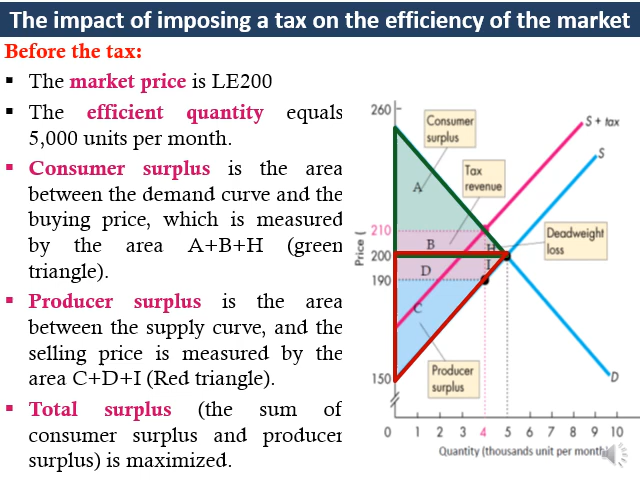 The impact of imposing a tax on the efficiency of the market
Before the tax:
▪ The market price is LE200
▪ The efficient quantity equals
5,000 units per month.
▪ Consumer surplus is the area
between the demand curve and the
buying price, which is measured
by the area A+B+H (green
triangle).
▪ Producer surplus is the area
between the supply curve, and the
selling price is measured by the
area C+D+I (Red triangle).
▪ Total surplus (the sum of
consumer surplus and producer
surplus) is maximized.
260
Consumer
surplus
S + tax
S
Tax
revenue
A
210
B
H
Deadweight
loss
Price (
200
D
I
190
C
Producer
surplus
150
D
0 1 2 3 4 5 6 7 8 9 10
Quantity (thousands unit per month